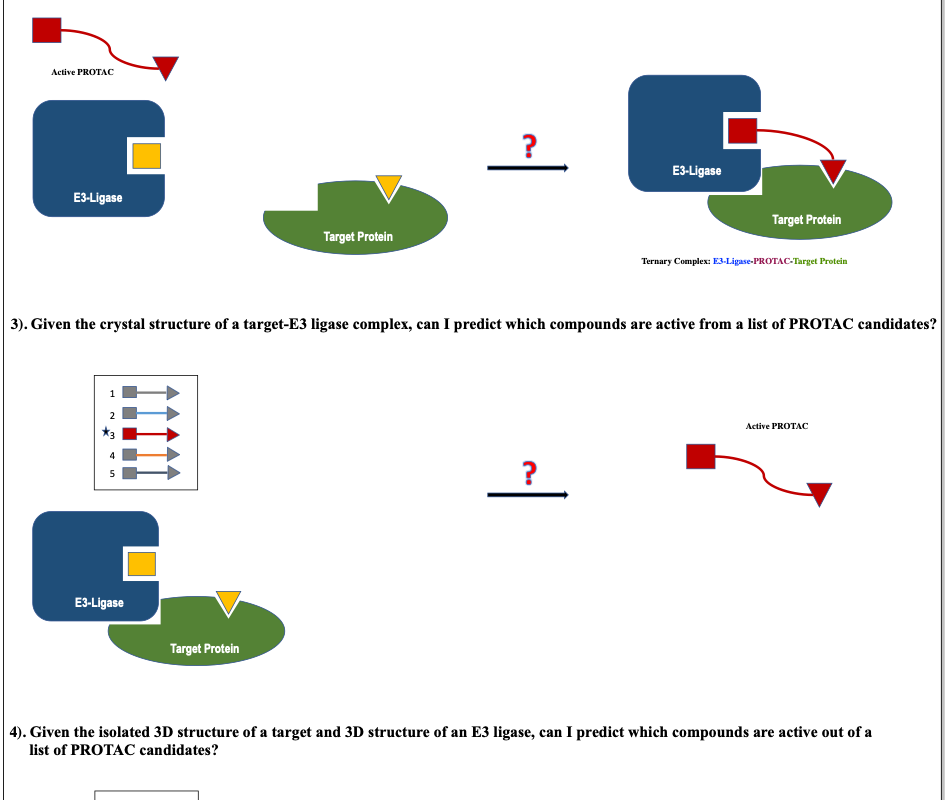 Active PROTAC
E3-Ligase
Target Protein
?
E3-Ligase
Target Protein
Ternary Complex: E3-Ligase-PROTAC-Target Protein
3). Given the crystal structure of a target-E3 ligase complex, can I predict which compounds are active from a list of PROTAC candidates?
1
2
★3
4
5
?
Active PROTAC
E3-Ligase
Target Protein
4). Given the isolated 3D structure of a target and 3D structure of an E3 ligase, can I predict which compounds are active out of a
list of PROTAC candidates?